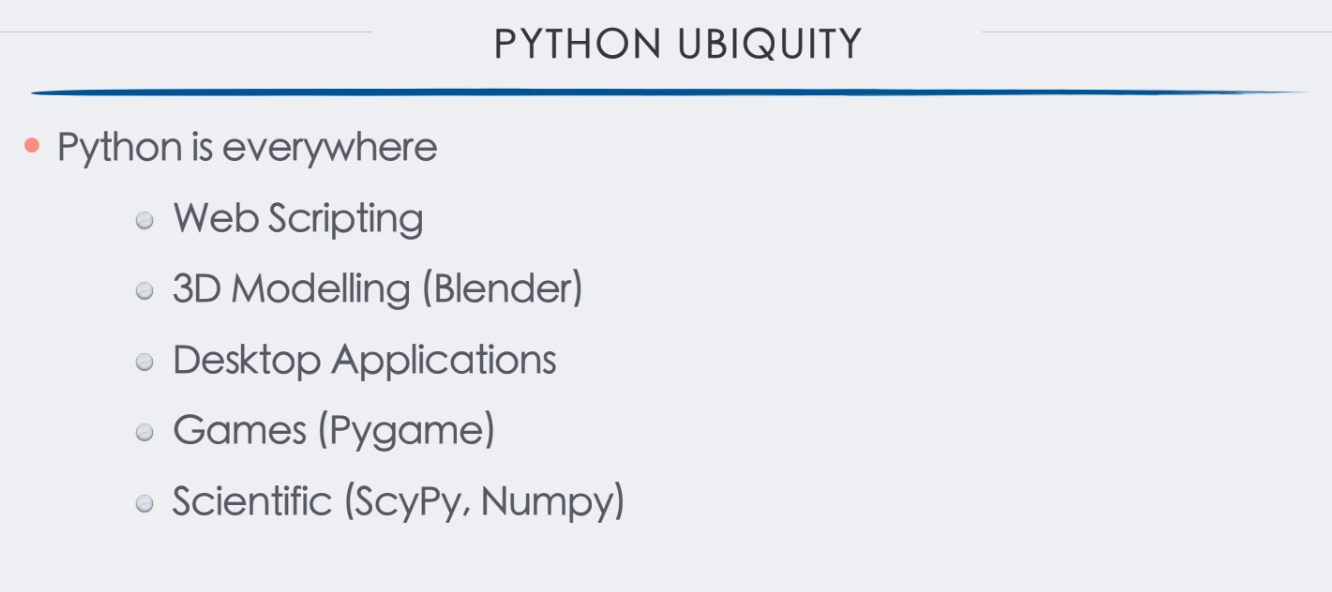 PYTHON UBIQUITY
Python is everywhere
Web Scripting
3D Modelling (Blender)
Desktop Applications
Games (Pygame)
Scientific (ScyPy, Numpy)